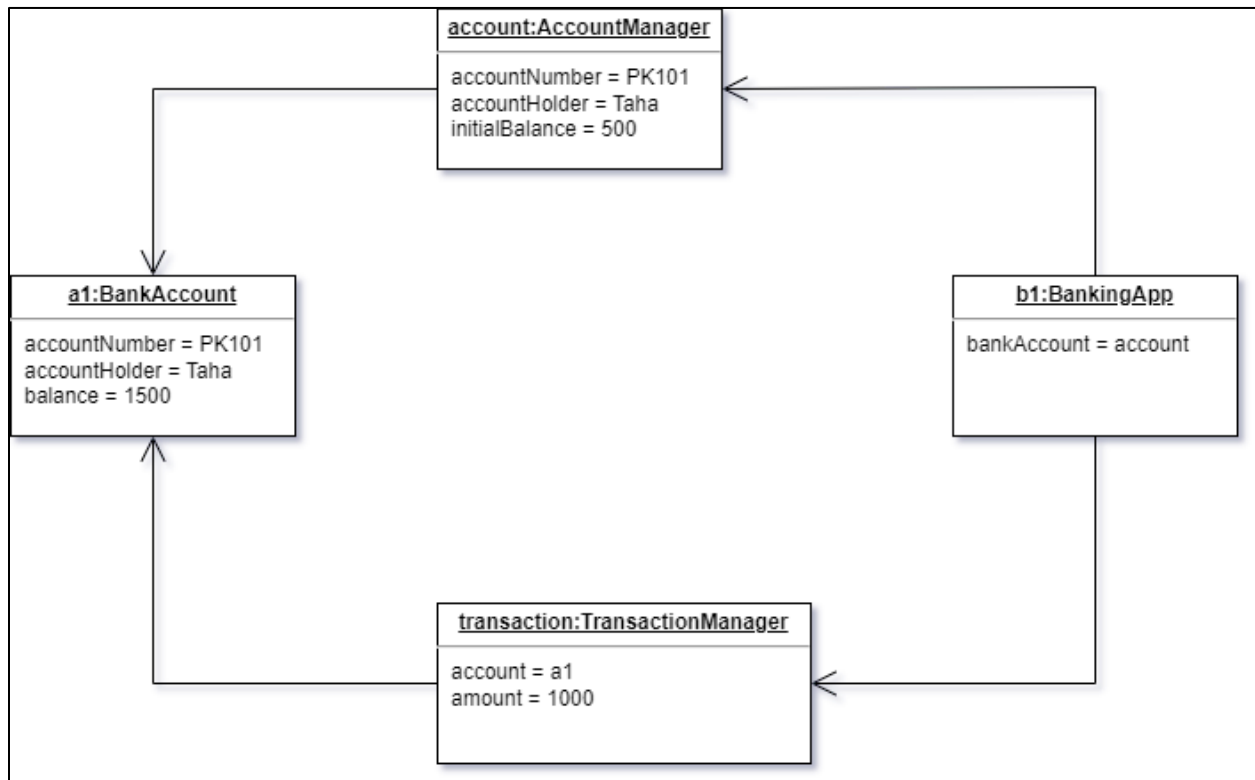 account:AccountManager
accountNumber = PK101
accountHolder = Taha
initialBalance = 500
a1:BankAccount
accountNumber = PK101
accountHolder = Taha
balance = 1500
b1:BankingApp
bankAccount = account
transaction:TransactionManager
account = a1
amount = 1000